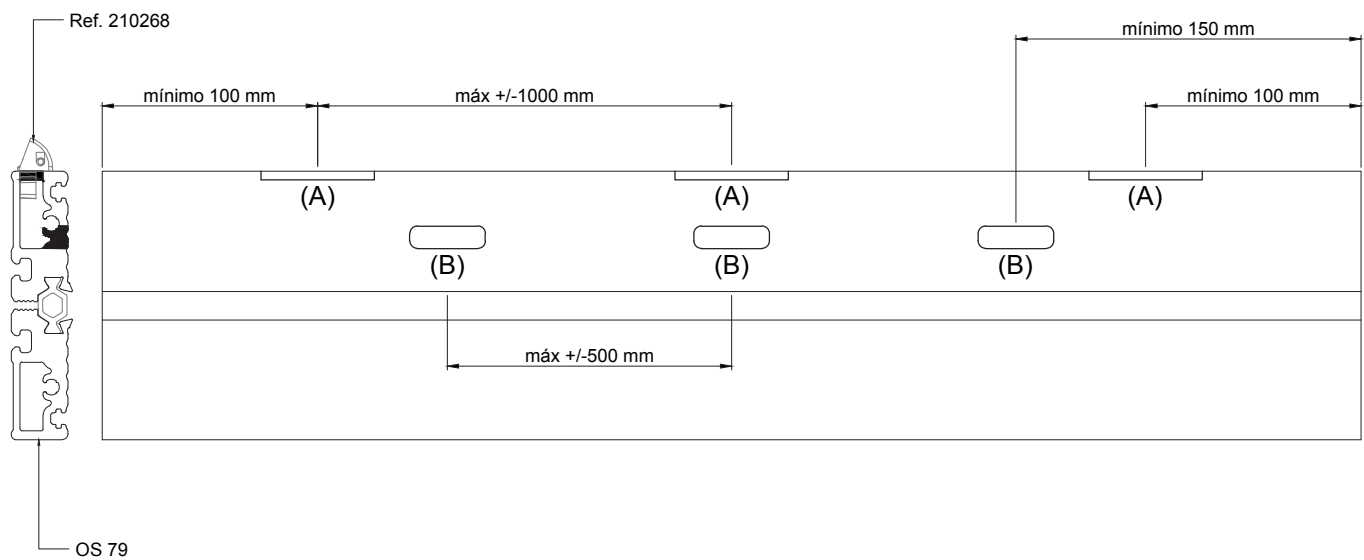 Ref. 210268
mínimo 150 mm
mínimo 100 mm
máx +/-1000 mm
mínimo 100 mm
(A)
(A)
(A)
(B)
(B)
(B)
máx +/-500 mm
OS 79